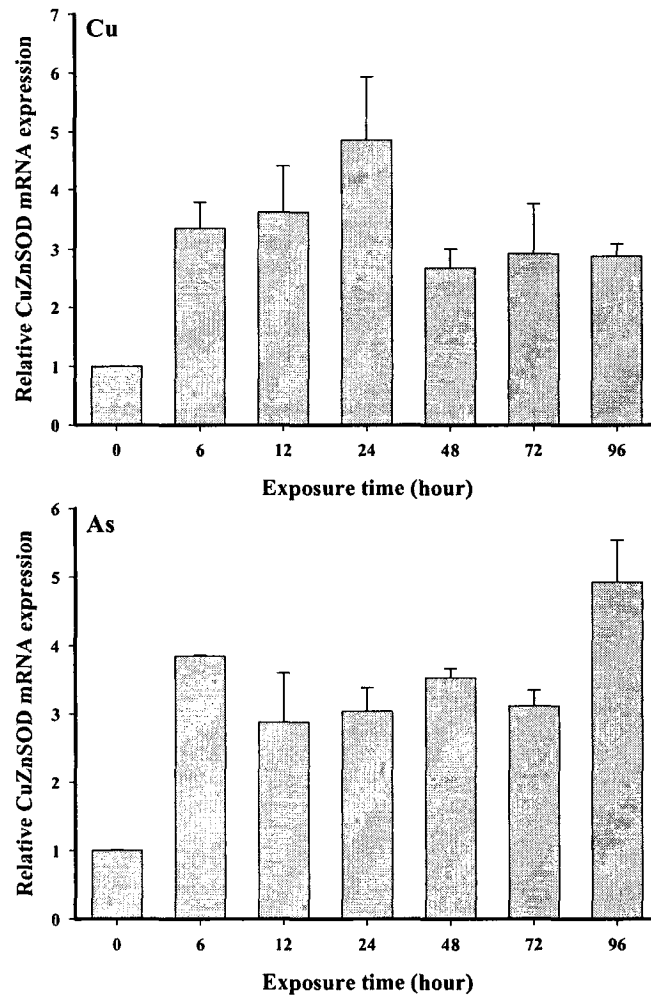 Cu
Relative CuZnSOD mRNA expression
7
6
5
4
3
2
1
0
0 6 12 24 48 72 96
Exposure time (hour)
As
Relative CuZnSOD mRNA expression
6
5
4
3
2
1
0
0 6 12 24 48 72 96
Exposure time (hour)